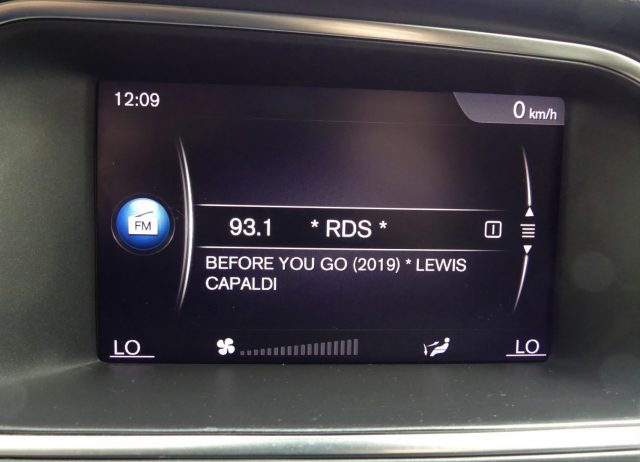 12:09
0 km/h
FM
93.1 * RDS *
BEFORE YOU GO (2019) * LEWIS
CAPALDI
LO
LO